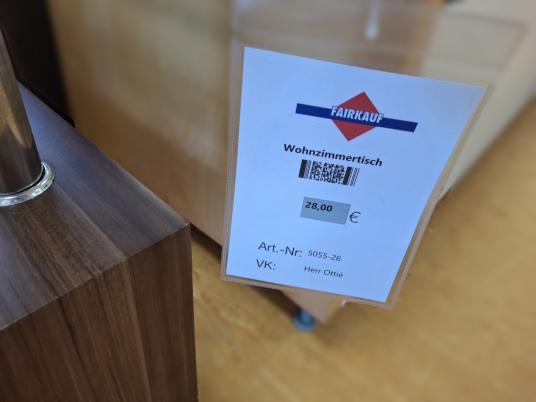 FAIRKAUF
Wohnzimmertisch
28,00 €
Art.-Nr: 5055-26
VK: Herr Ottié